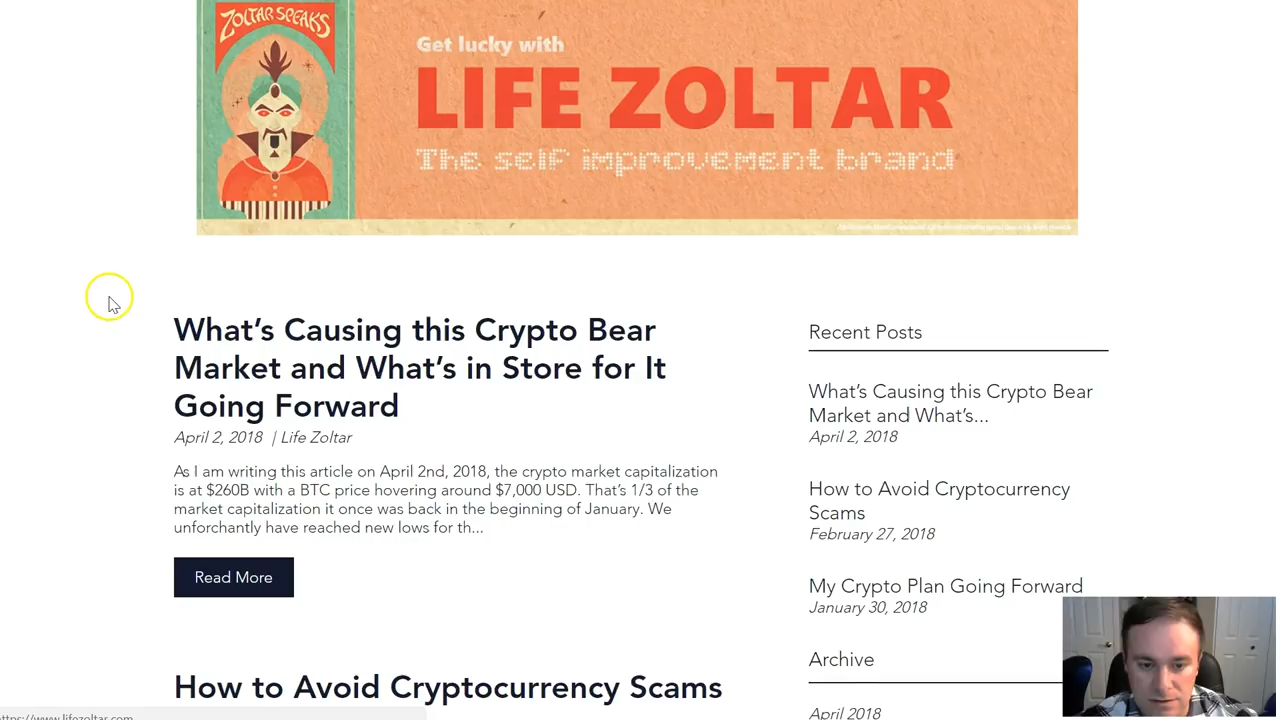 ZOLTAR SPEAKS
Get lucky with
LIFE ZOLTAR
The self improvement brand
What's Causing this Crypto Bear
Market and What's in Store for It
Going Forward
April 2, 2018 | Life Zoltar
As I am writing this article on April 2nd, 2018, the crypto market capitalization
is at $260B with a BTC price hovering around $7,000 USD. That's 1/3 of the
market capitalization it once was back in the beginning of January. We
unforchantly have reached new lows for th...
Read More
How to Avoid Cryptocurrency Scams
Recent Posts
What's Causing this Crypto Bear
Market and What's...
April 2, 2018
How to Avoid Cryptocurrency
Scams
February 27, 2018
My Crypto Plan Going Forward
January 30, 2018
Archive
April 2018
https://www.lifezoltar.com